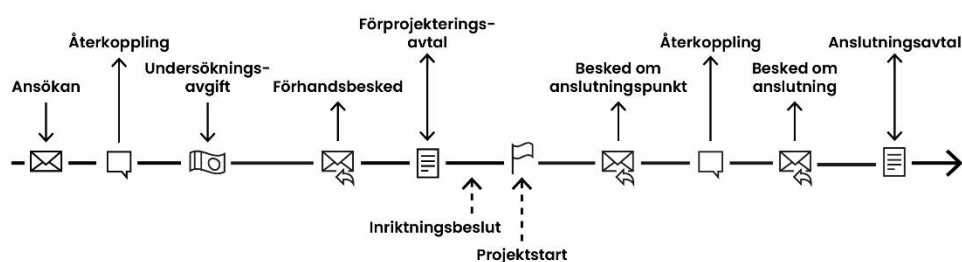 Ansökan
Återkoppling
Undersöknings-
avgift
Förhandsbesked
Förprojekterings-
avtal
Inriktningsbeslut
Projektstart
Besked om
anslutningspunkt
Återkoppling
Besked om
anslutning
Anslutningsavtal